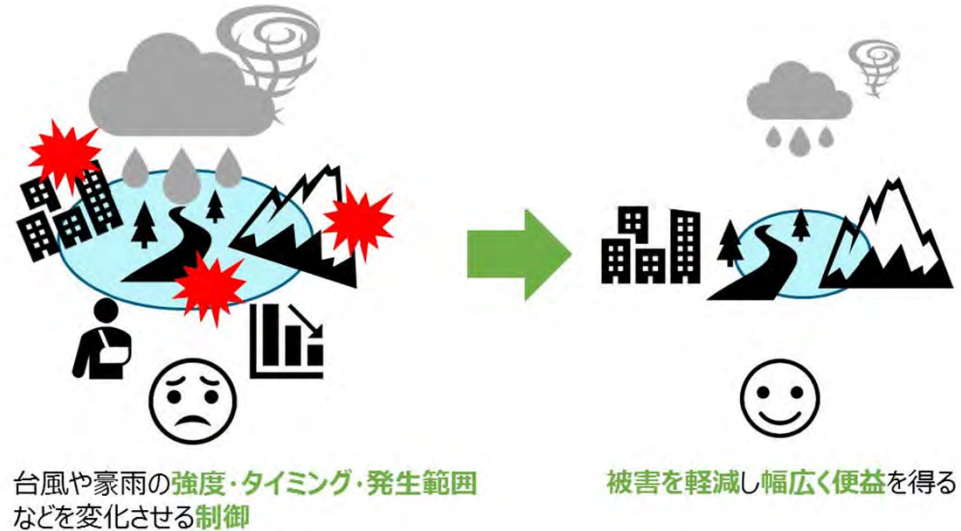 台風や豪雨の強度・タイミング・発生範囲
などを変化させる制御
被害を軽減し幅広く便益を得る